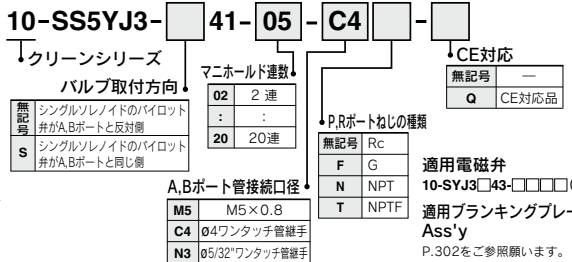 10-SS5YJ3-□41-05-C4□-□
クリーンシリーズ
バルブ取付方向
無記号 シングルソレノイドのパイロット弁がA,Bポートと反対側
S シングルソレノイドのパイロット弁がA,Bポートと同じ側
マニホールド連数
02 2 連
: :
20 20連
A,Bポート管接続口径
M5 M5×0.8
C4 Ø4ワンタッチ管継手
N3 Ø5/32"ワンタッチ管継手
P,Rポートねじの種類
無記号 Rc
F G
N NPT
T NPTF
CE対応
無記号 —
Q CE対応品
適用電磁弁
10-SYJ3□43-□□□□
適用ブランキングプレー
Ass'y
P.302をご参照願います。